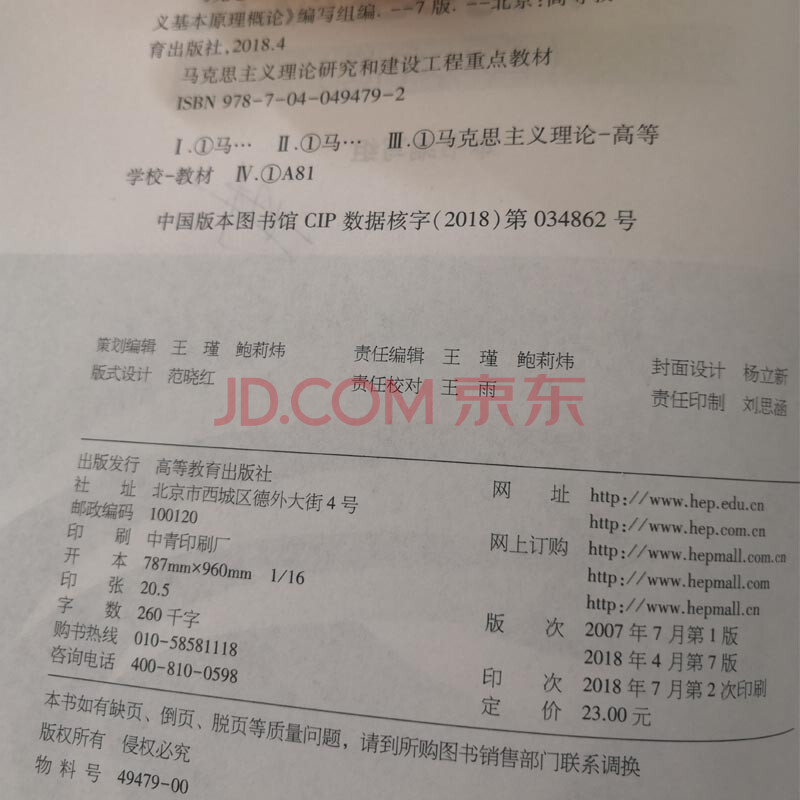 义基本原理概论》编写组编. --7版. --北京:高等教
育出版社, 2018.4
马克思主义理论研究和建设工程重点教材
ISBN 978-7-04-049479-2
Ⅰ.①马… Ⅱ.①马… Ⅲ.①马克思主义理论-高等
学校-教材 Ⅳ.①A81
中国版本图书馆 CIP 数据核字(2018)第 034862 号
策划编辑 王 瑾 鲍莉炜 责任编辑 王 瑾 鲍莉炜 封面设计 杨立新
版式设计 范晓红 责任校对 王 雨 责任印制 刘思涵
JD.COM 京东
出版发行 高等教育出版社
社 址 北京市西城区德外大街4号
邮政编码 100120
印 刷 中青印刷厂
开 本 787mm×960mm 1/16
印 张 20.5
字 数 260 千字
购书热线 010-58581118
咨询电话 400-810-0598
网 址 http://www.hep.edu.cn
http://www.hep.com.cn
网上订购 http://www.hepmall.com.cn
http://www.hepmall.com
http://www.hepmall.cn
版 次 2007 年 7 月第 1 版
2018 年 4 月第 7 版
印 次 2018 年 7 月第 2 次印刷
定 价 23.00 元
本书如有缺页、倒页、脱页等质量问题，请到所购图书销售部门联系调换
版权所有 侵权必究
物 料 号 49479-00